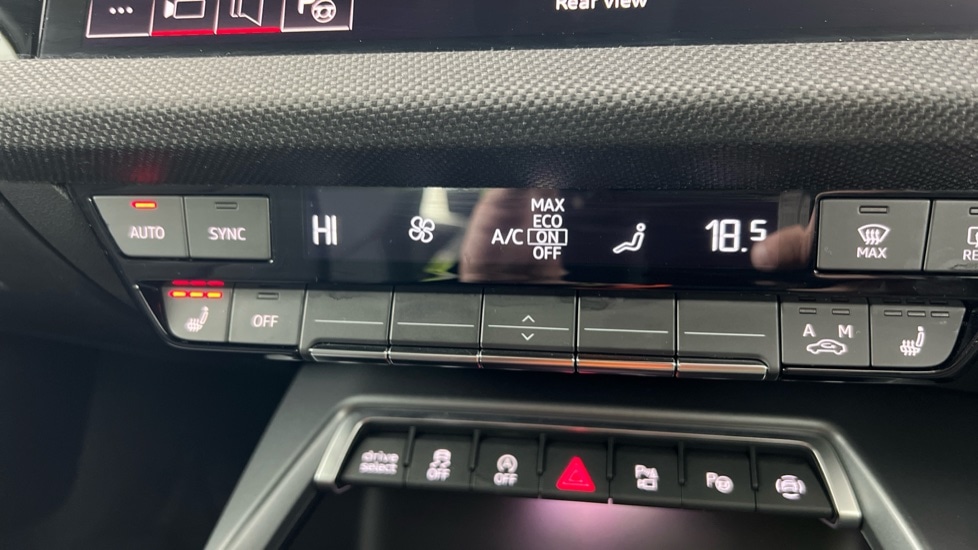 Rear View
AUTO
SYNC
HI
MAX
ECO
A/C ON
OFF
18.5
MAX
OFF
A M
drive
select
OFF
OFF